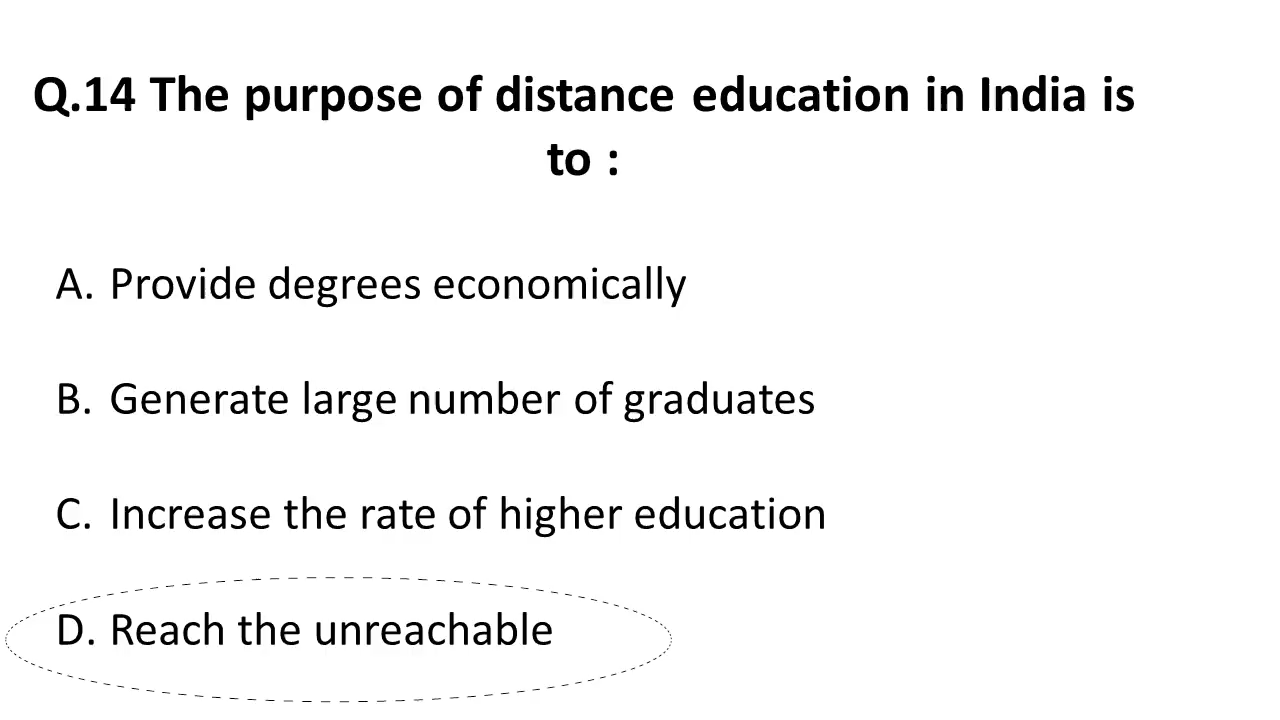 Q.14 The purpose of distance education in India is
to :
A. Provide degrees economically
B. Generate large number of graduates
C. Increase the rate of higher education
D. Reach the unreachable